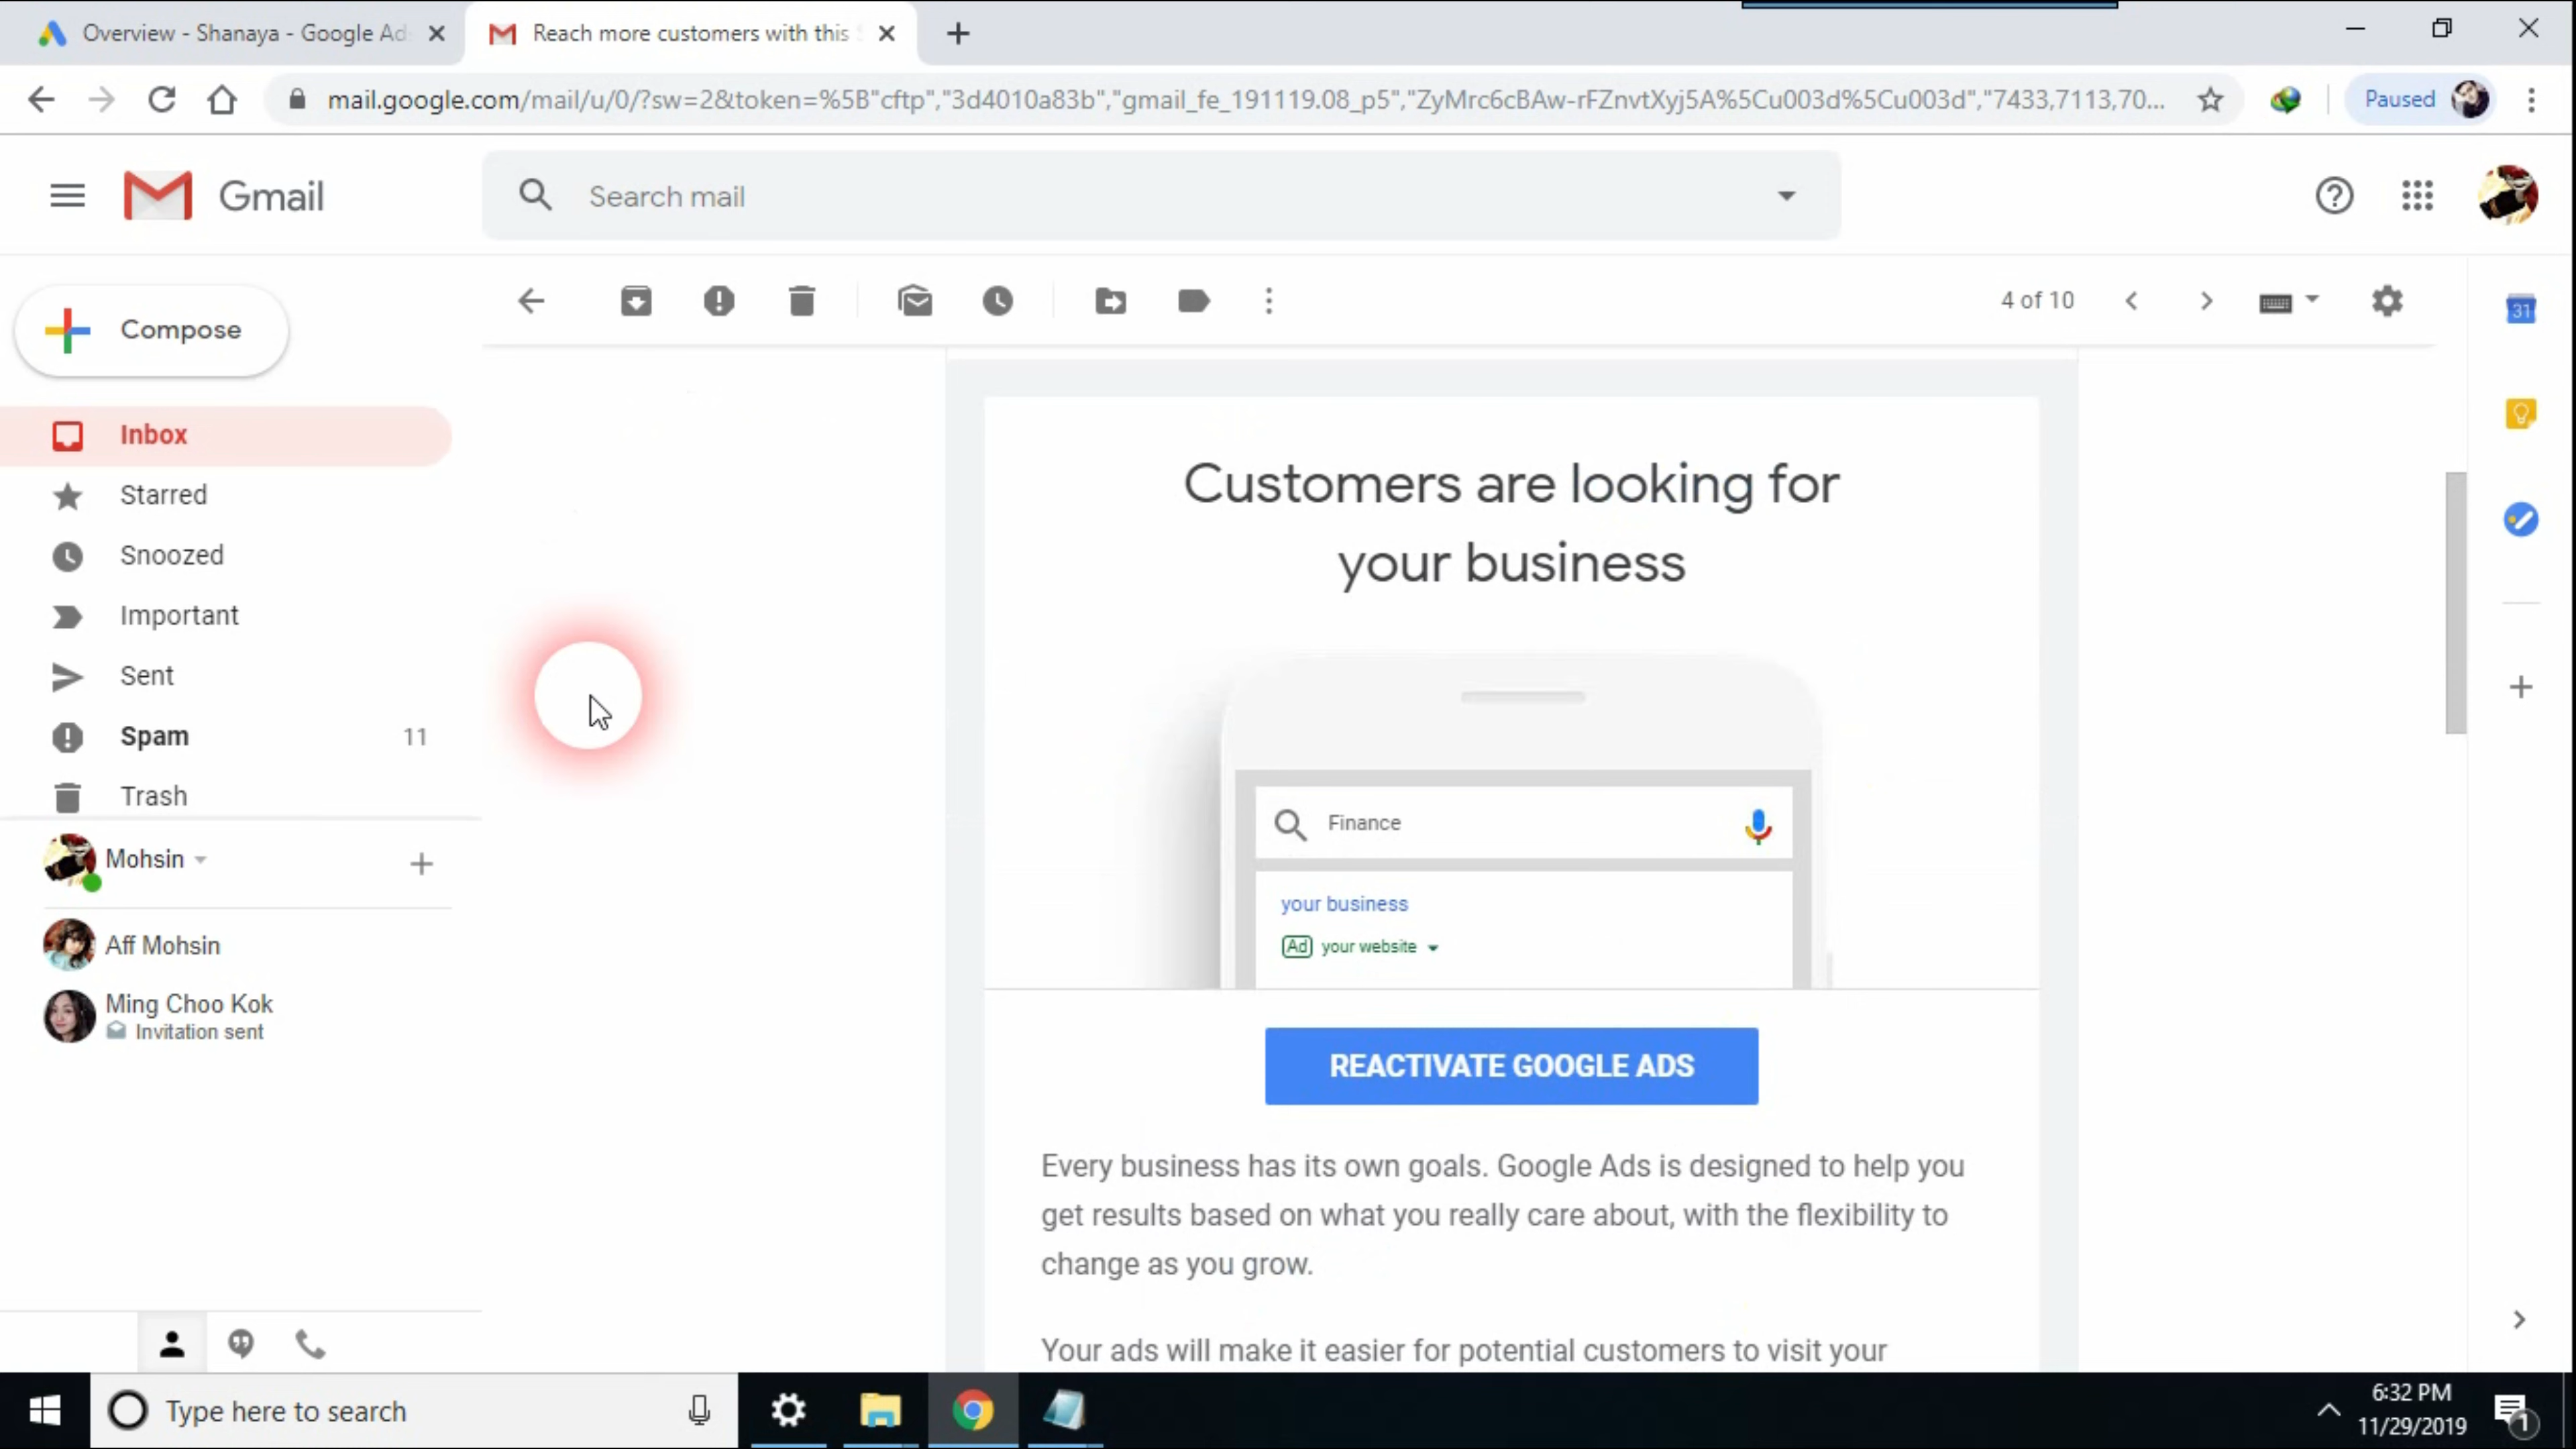 Overview - Shanaya - Google Ad
Reach more customers with this
mail.google.com/mail/u/0/?sw=2&token=%5B"cftp","3d4010a83b","gmail_fe_191119.08_p5","ZyMrc6cBAw-rFZnvtXyj5A%5Cu003d%5Cu003d","7433,7113,70...
Paused
Gmail
Search mail
Compose
4 of 10
31
Inbox
Starred
Snoozed
Important
Sent
Spam 11
Trash
Mohsin
Aff Mohsin
Ming Choo Kok
Invitation sent
Customers are looking for
your business
Finance
your business
Ad your website
REACTIVATE GOOGLE ADS
Every business has its own goals. Google Ads is designed to help you
get results based on what you really care about, with the flexibility to
change as you grow.
Your ads will make it easier for potential customers to visit your
Type here to search
6:32 PM
11/29/2019
1